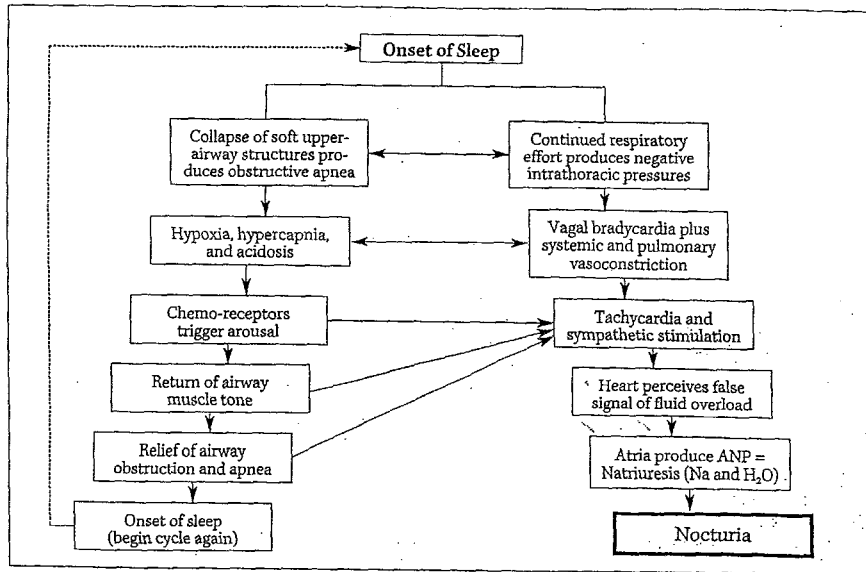 Onset of Sleep
Collapse of soft upper-
airway structures pro-
duces obstructive apnea
Continued respiratory
effort produces negative
intrathoracic pressures
Hypoxia, hypercapnia,
and acidosis
Vagal bradycardia plus
systemic and pulmonary
vasoconstriction
Chemo-receptors
trigger arousal
Tachycardia and
sympathetic stimulation
Return of airway
muscle tone
Heart perceives false
signal of fluid overload
Relief of airway
obstruction and apnea
Atria produce ANP =
Natriuresis (Na and H₂O)
Onset of sleep
(begin cycle again)
Nocturia